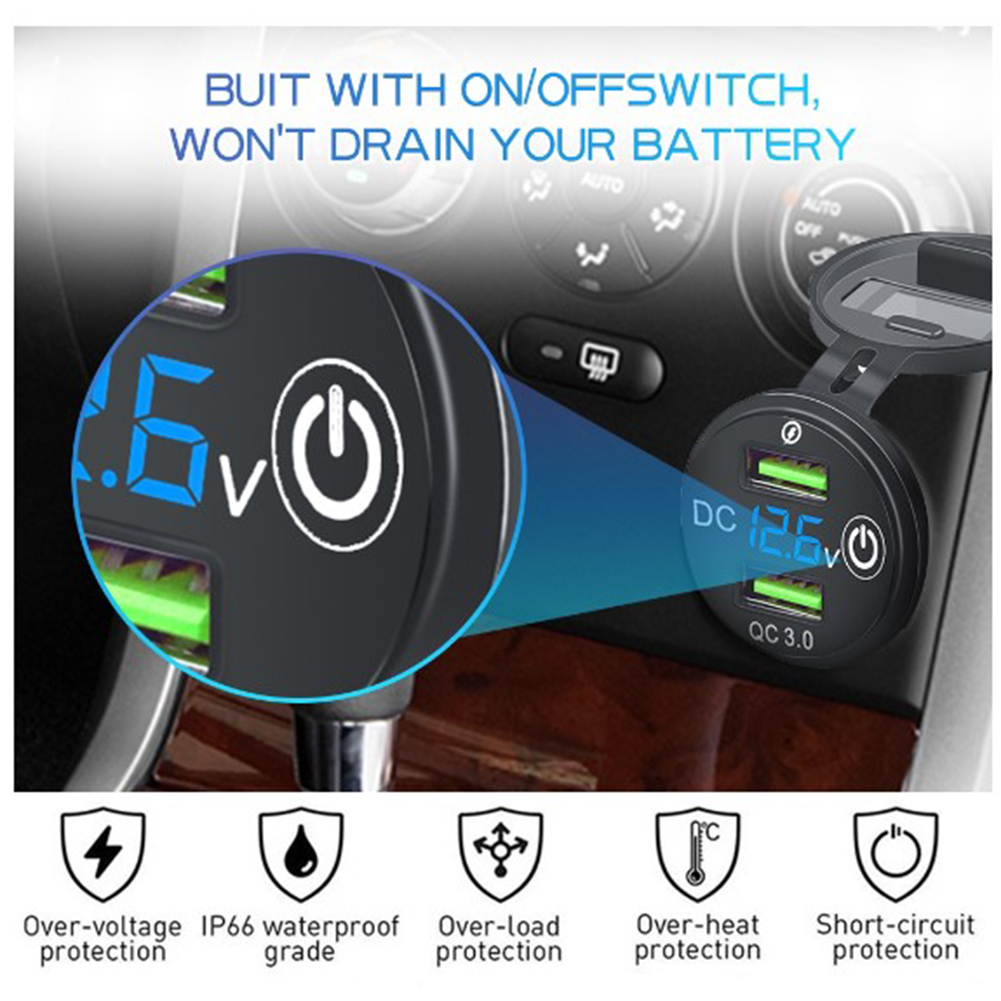 BUIT WITH ON/OFFSWITCH,
WON'T DRAIN YOUR BATTERY
AUTO
AUTO
OFF
.6V
DC 12.6V
QC 3.0
°C
Over-voltage
protection
IP66 waterproof
grade
Over-load
protection
Over-heat
protection
Short-circuit
protection